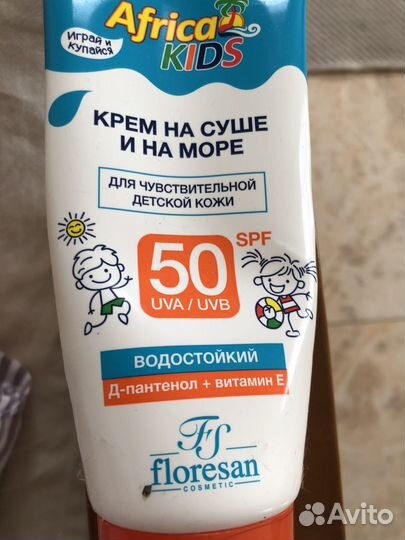 Africa
KIDS
Играй и
купайся
КРЕМ НА СУШЕ
И НА МОРЕ
ДЛЯ ЧУВСТВИТЕЛЬНОЙ
ДЕТСКОЙ КОЖИ
50 SPF
UVA / UVB
ВОДОСТОЙКИЙ
Д-пантенол + витамин Е
FS
floresan
COSMETIC
Avito